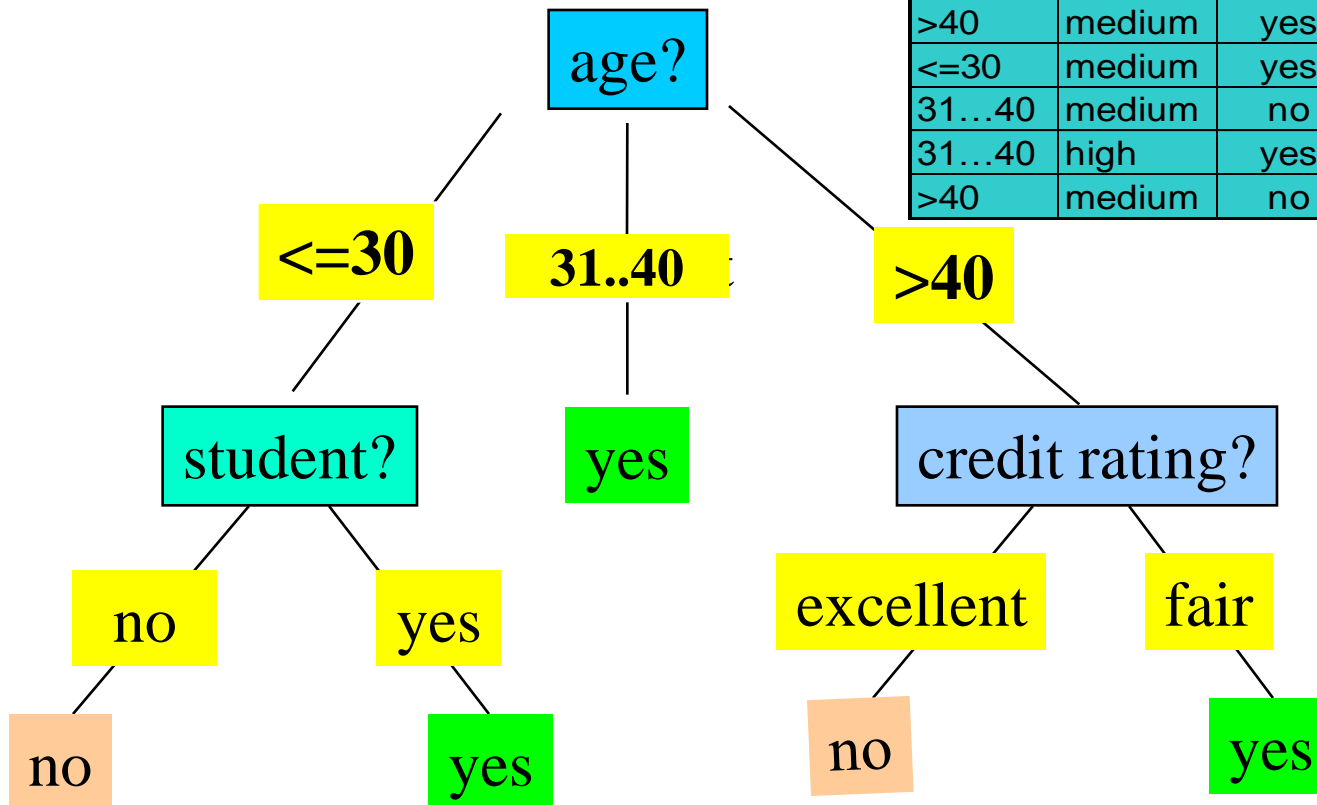 age?
>40 medium yes
<=30 medium yes
31…40 medium no
31…40 high yes
>40 medium no
<=30
31..40
>40
student?
yes
credit rating?
no
yes
excellent
fair
no
yes
no
yes